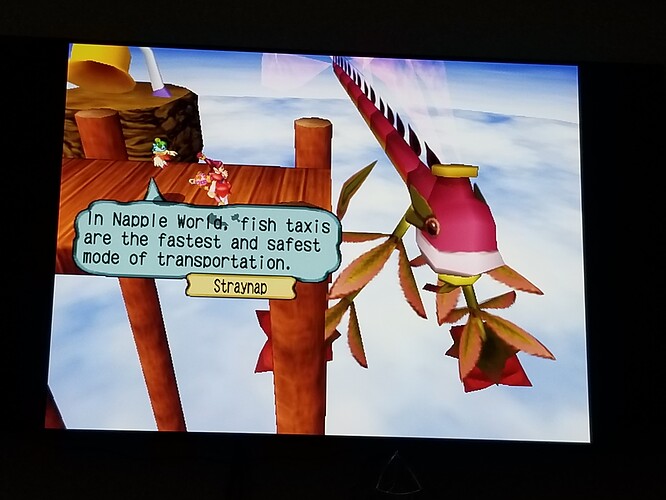 In Napple World, fish taxis
are the fastest and safest
mode of transportation.
Straynap